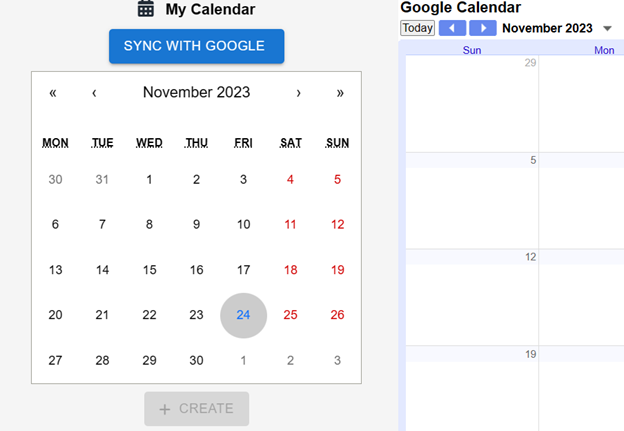 My Calendar
SYNC WITH GOOGLE
« ‹ November 2023 › »
MON TUE WED THU FRI SAT SUN
30 31 1 2 3 4 5
6 7 8 9 10 11 12
13 14 15 16 17 18 19
20 21 22 23 24 25 26
27 28 29 30 1 2 3
+ CREATE
Google Calendar
Today November 2023
Sun Mon
29
5
12
19